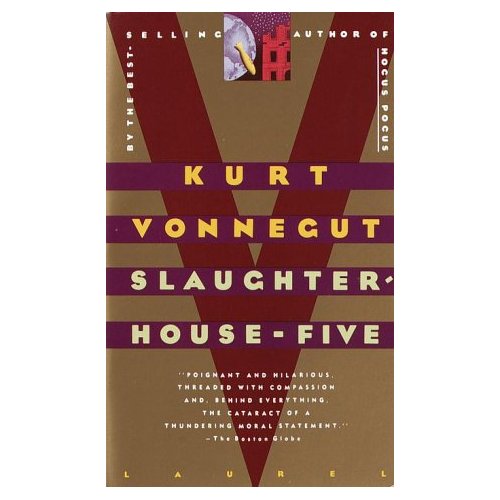 BY THE BEST-
SELLING AUTHOR OF
HOCUS POCUS
KURT
VONNEGUT
SLAUGHTER-
HOUSE-FIVE
"POIGNANT AND HILARIOUS,
THREADED WITH COMPASSION
AND, BEHIND EVERYTHING,
THE CATARACT OF A
THUNDERING MORAL STATEMENT."
—The Boston Globe
LAUREL